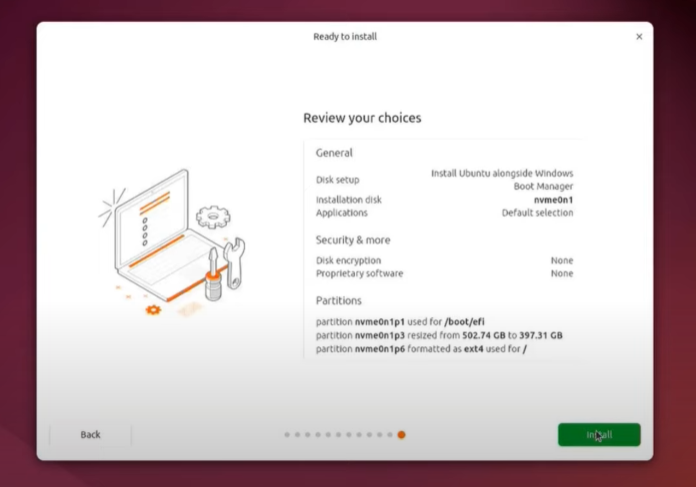 Ready to install
Review your choices
General
Disk setup Install Ubuntu alongside Windows
Boot Manager
Installation disk nvme0n1
Applications Default selection
Security & more
Disk encryption None
Proprietary software None
Partitions
partition nvme0n1p1 used for /boot/efi
partition nvme0n1p3 resized from 502.74 GB to 397.31 GB
partition nvme0n1p6 formatted as ext4 used for /
Back
Install